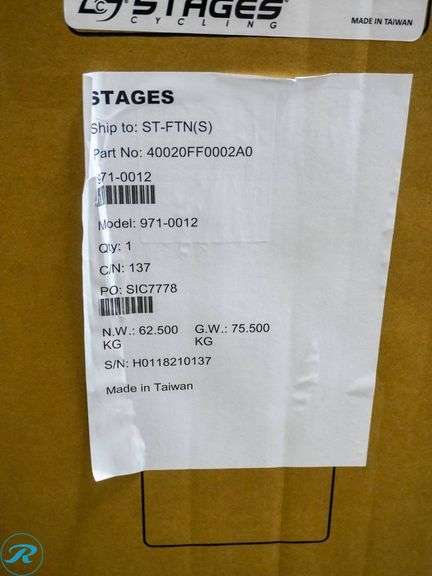 STAGES
CYCLING
MADE IN TAIWAN
STAGES
Ship to: ST-FTN(S)
Part No: 40020FF0002A0
971-0012
Model: 971-0012
Qty: 1
C/N: 137
PO: SIC7778
N.W.: 62.500 KG G.W.: 75.500 KG
S/N: H0118210137
Made in Taiwan
R